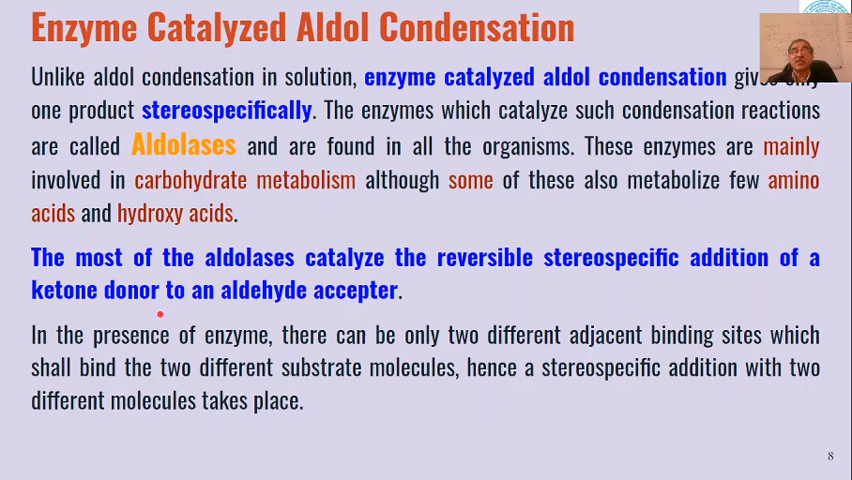 Enzyme Catalyzed Aldol Condensation
Unlike aldol condensation in solution, enzyme catalyzed aldol condensation gives only
one product stereospecifically. The enzymes which catalyze such condensation reactions
are called Aldolases and are found in all the organisms. These enzymes are mainly
involved in carbohydrate metabolism although some of these also metabolize few amino
acids and hydroxy acids.
The most of the aldolases catalyze the reversible stereospecific addition of a
ketone donor to an aldehyde accepter.
In the presence of enzyme, there can be only two different adjacent binding sites which
shall bind the two different substrate molecules, hence a stereospecific addition with two
different molecules takes place.
8